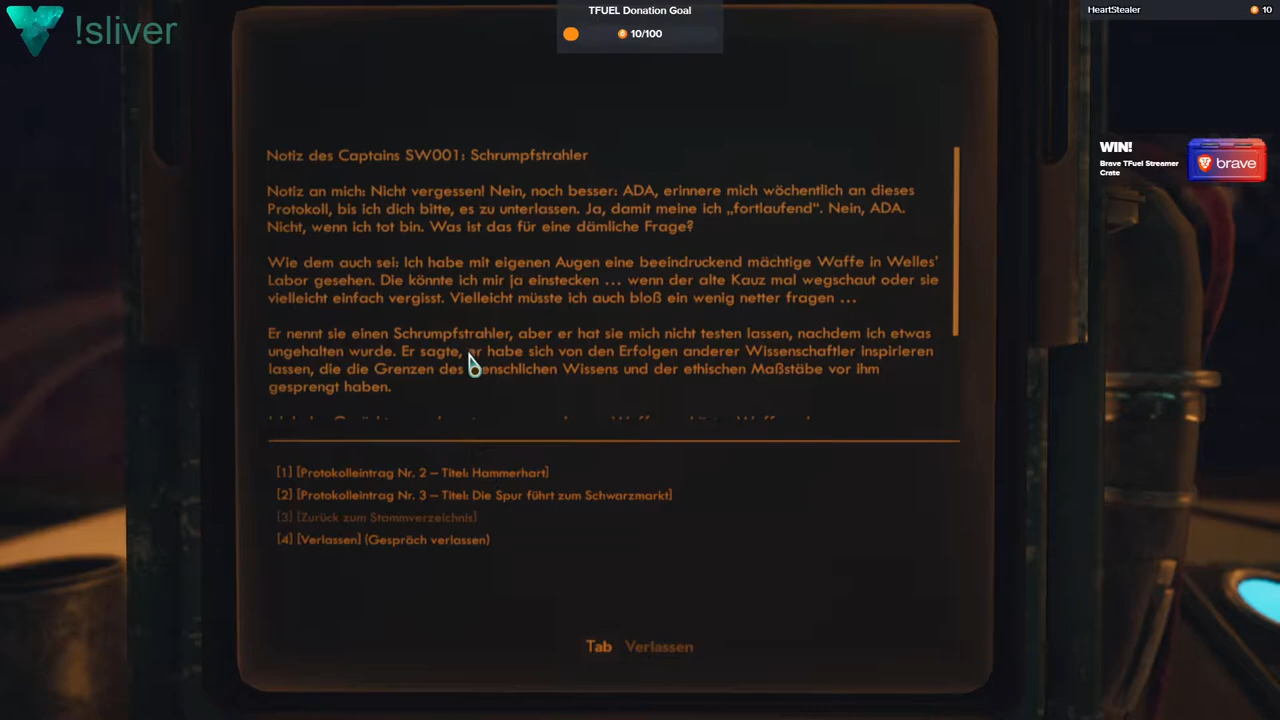 !sliver
TFUEL Donation Goal
10/100
HeartStealer
10
WIN!
Brave TFuel Streamer
Crate
brave
Notiz des Captains SW001: Schrumpfstrahler
Notiz an mich: Nicht vergessen! Nein, noch besser: ADA, erinnere mich wöchentlich an dieses
Protokoll, bis ich dich bitte, es zu unterlassen. Ja, damit meine ich „fortlaufend“. Nein, ADA.
Nicht, wenn ich tot bin. Was ist das für eine dämliche Frage?
Wie dem auch sei: Ich habe mit eigenen Augen eine beeindruckend mächtige Waffe in Welles'
Labor gesehen. Die könnte ich mir ja einstecken ... wenn der alte Kauz mal wegschaut oder sie
vielleicht einfach vergisst. Vielleicht müsste ich auch bloß ein wenig netter fragen ...
Er nennt sie einen Schrumpfstrahler, aber er hat sie mich nicht testen lassen, nachdem ich etwas
ungehalten wurde. Er sagte, er habe sich von den Erfolgen anderer Wissenschaftler inspirieren
lassen, die die Grenzen des menschlichen Wissens und der ethischen Maßstäbe vor ihm
gesprengt haben.
[1] [Protokolleintrag Nr. 2 – Titel: Hammerhart]
[2] [Protokolleintrag Nr. 3 – Titel: Die Spur führt zum Schwarzmarkt]
[3] [Zurück zum Stammverzeichnis]
[4] [Verlassen] (Gespräch verlassen)
Tab Verlassen